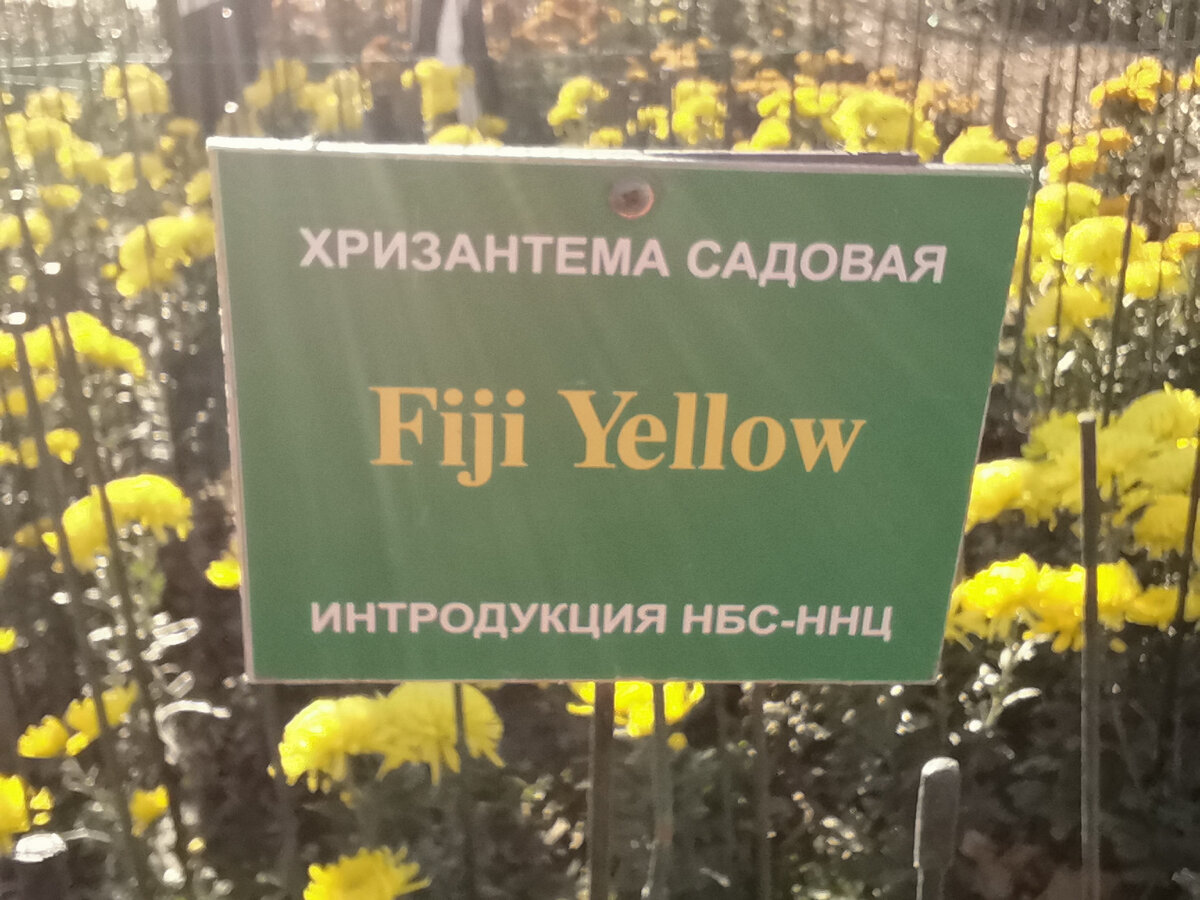 ХРИЗАНТЕМА САДОВАЯ
Fiji Yellow
ИНТРОДУКЦИЯ НБС-ННЦ